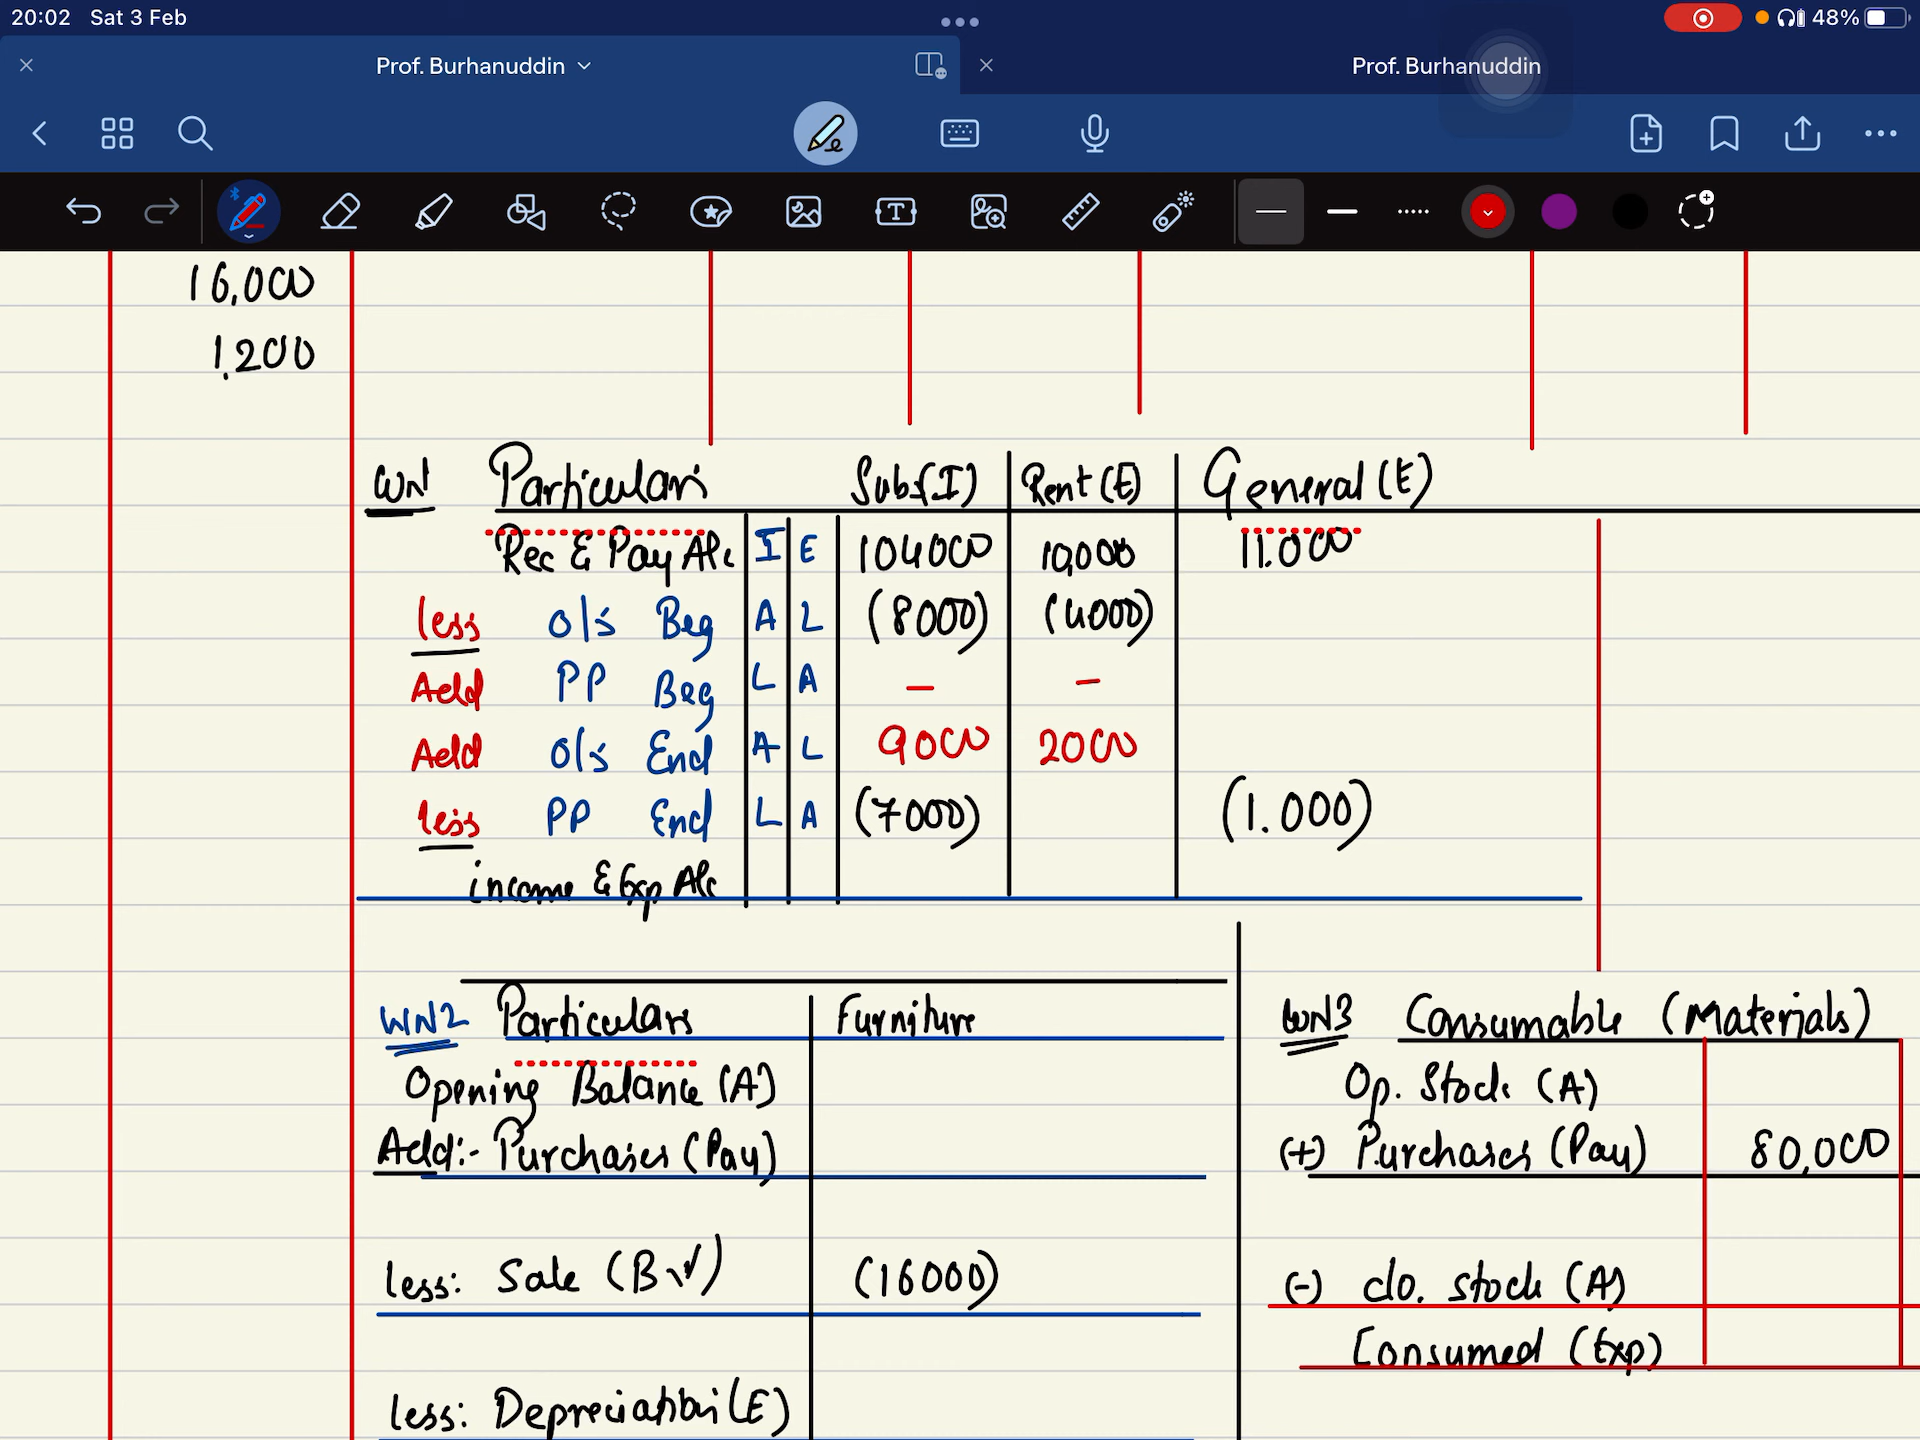 20:02 Sat 3 Feb
48%
Prof. Burhanuddin
Prof. Burhanuddin
16,000
1,200
WN1 Particulars Subs(I) Rent(E) General(E)
Rec & Pay A/c I E 104000 10,000 11.000
less o/s Beg A L (8000) (4000)
Add PP Beg L A - -
Add o/s End A L 9000 2000
less PP End L A (7000) (1.000)
income & Exp A/c
WN2 Particulars Furniture
Opening Balance (A)
Add:- Purchases (Pay)
less: Sale (BV) (16000)
less: Depreciation (E)
WN3 Consumable (Materials)
Op. Stock (A)
(+) Purchases (Pay) 80,000
(-) clo. stock (A)
Consumed (Exp)